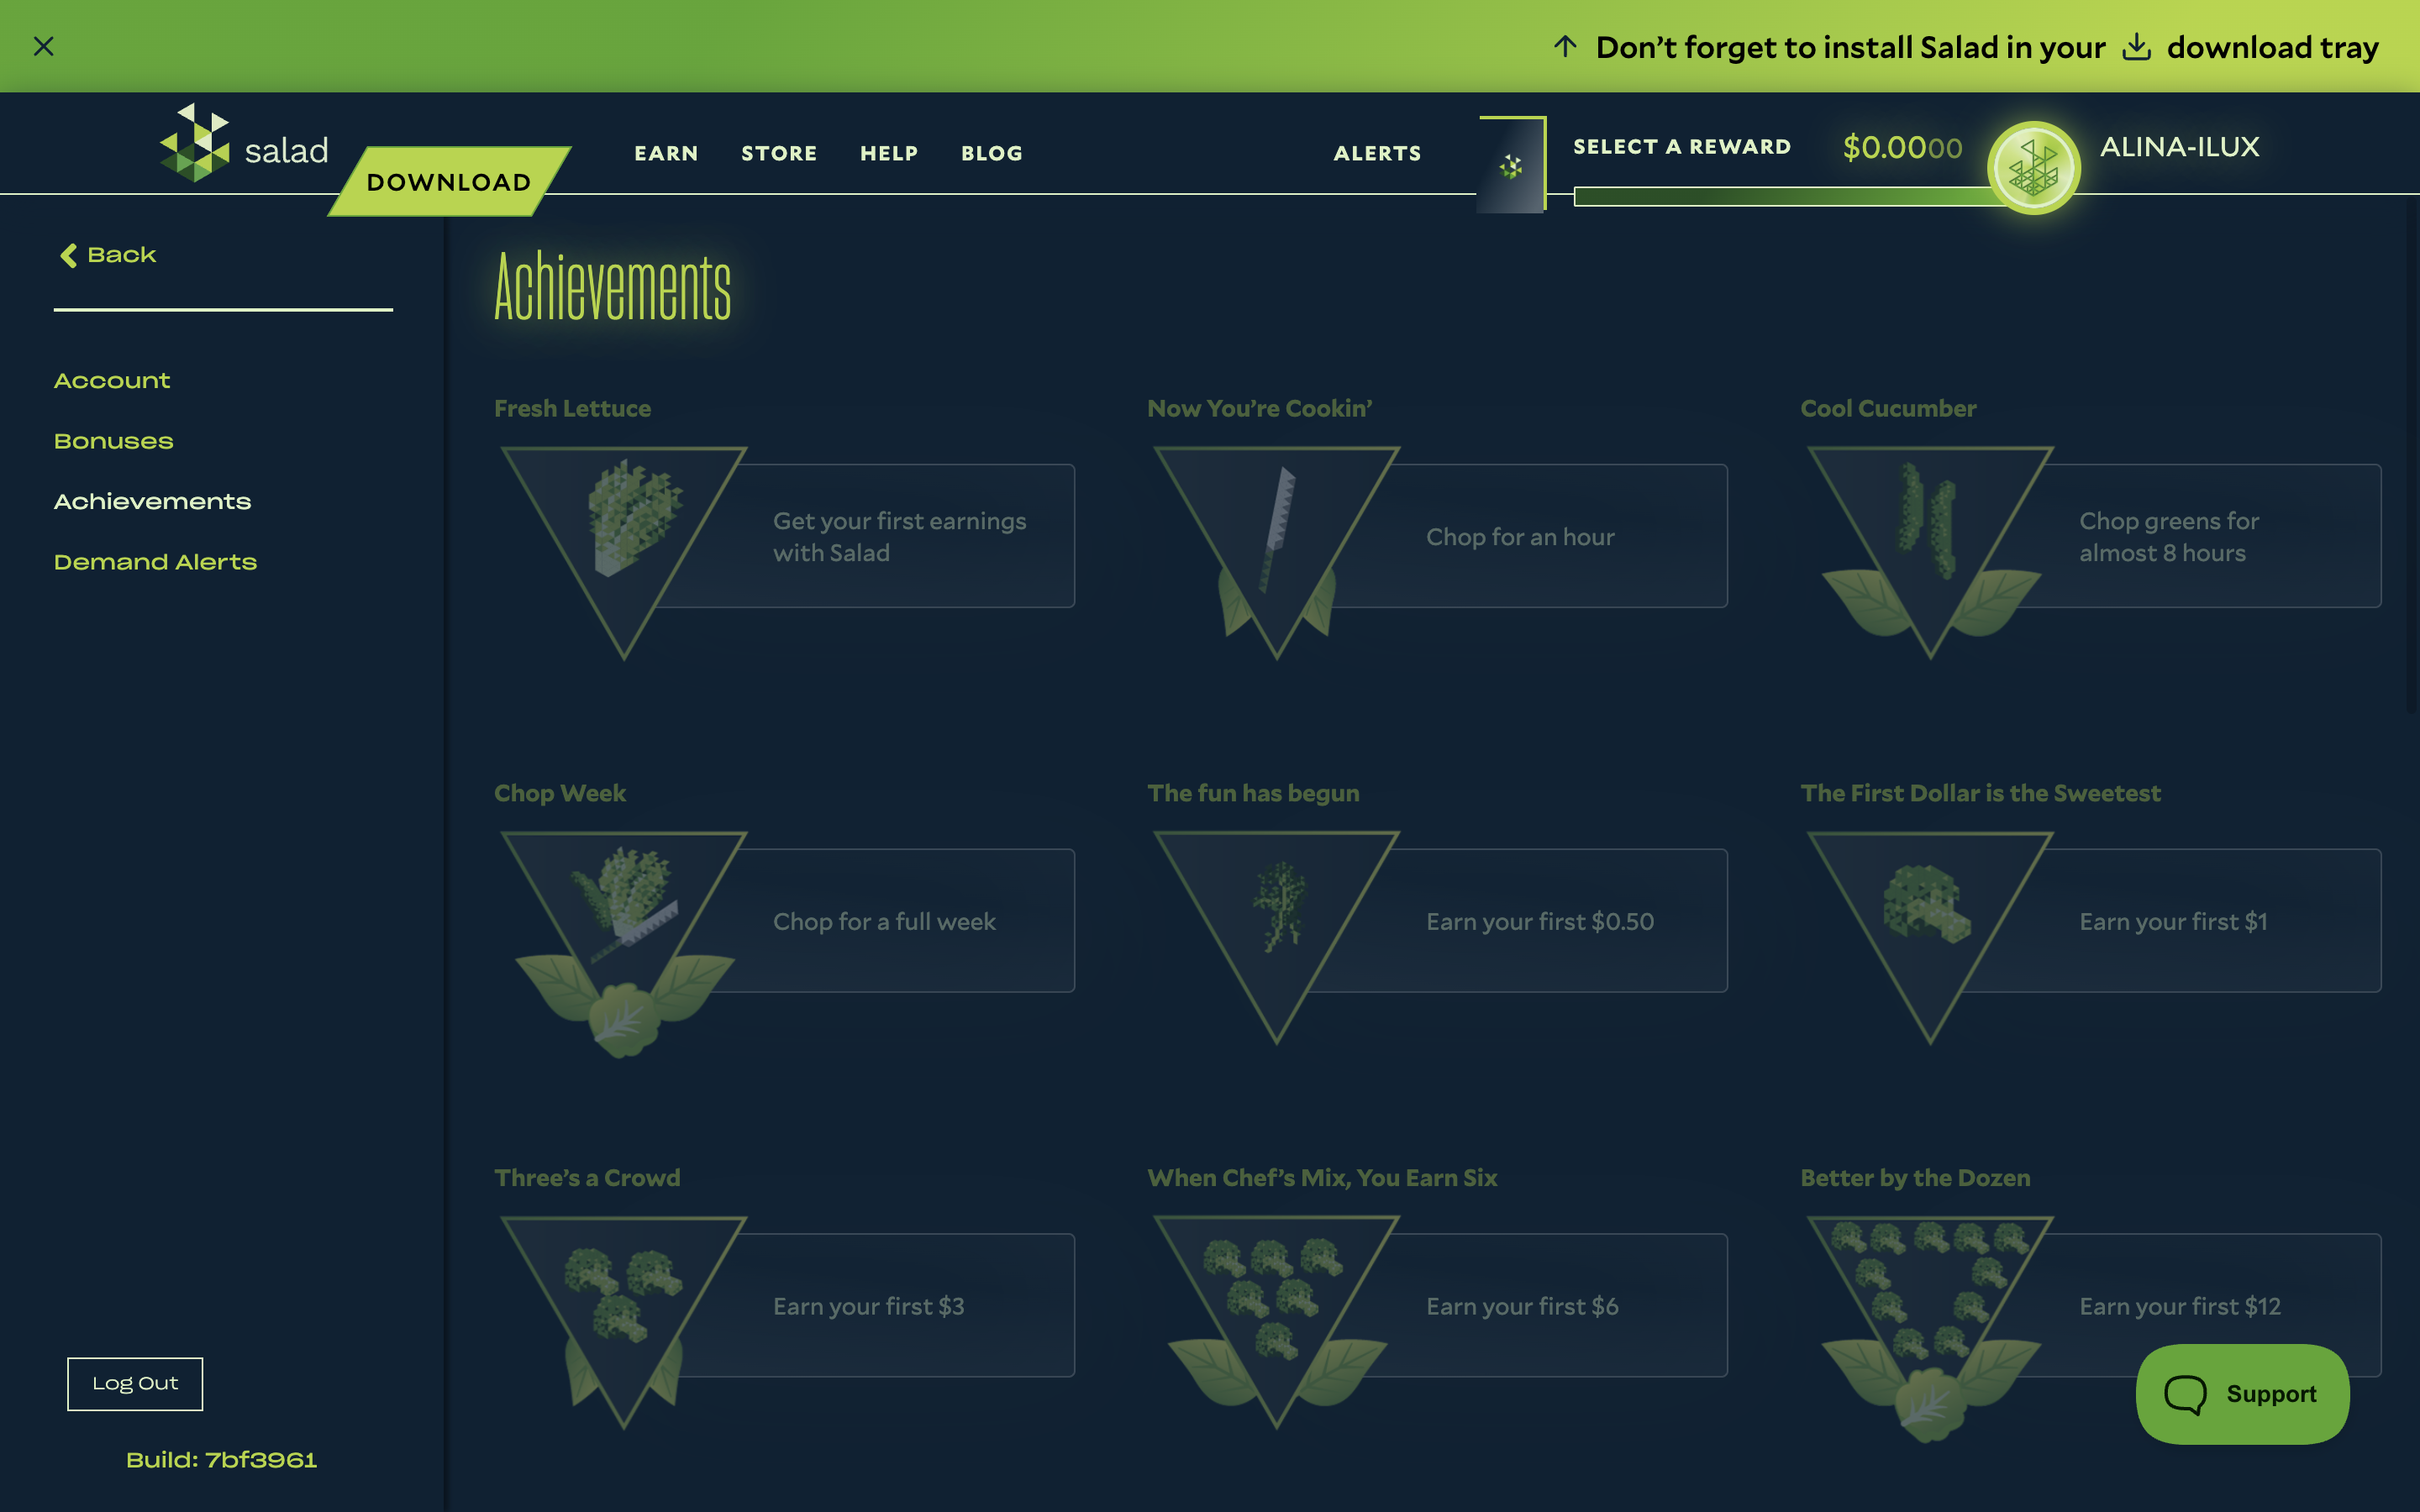 Don’t forget to install Salad in your download tray
salad
DOWNLOAD
EARN
STORE
HELP
BLOG
ALERTS
SELECT A REWARD
$0.0000
ALINA-ILUX
Back
Account
Bonuses
Achievements
Demand Alerts
Log Out
Build: 7bf3961
Achievements
Fresh Lettuce
Get your first earnings
with Salad
Now You’re Cookin’
Chop for an hour
Cool Cucumber
Chop greens for
almost 8 hours
Chop Week
Chop for a full week
The fun has begun
Earn your first $0.50
The First Dollar is the Sweetest
Earn your first $1
Three’s a Crowd
Earn your first $3
When Chef’s Mix, You Earn Six
Earn your first $6
Better by the Dozen
Earn your first $12
Support